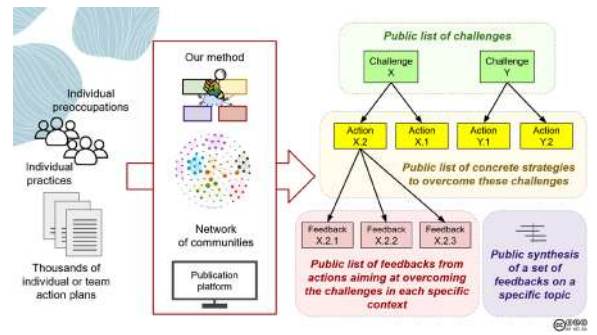 Individual
preoccupations
Individual
practices
Thousands of
individual or team
action plans
Our method
Network
of communities
Publication
platform
Public list of challenges
Challenge
X
Challenge
Y
Action
X.2
Action
X.1
Action
Y.1
Action
Y.2
Public list of concrete strategies
to overcome these challenges
Feedback
X.2.1
Feedback
X.2.2
Feedback
X.2.3
Public list of feedbacks from
actions aiming at overcoming
the challenges in each specific
context
Public synthesis
of a set of
feedbacks on a
specific topic